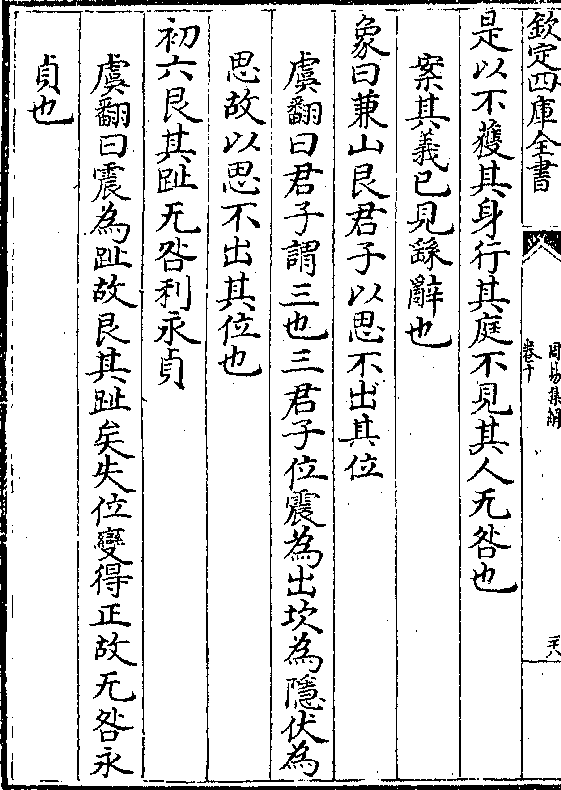 欽定四庫全書
周易集解
卷十
是以不獲其身行其庭不見其人无咎也
案其義已見繇辭也
象曰兼山艮君子以思不出其位
虞翻曰君子謂三也三君子位震為出坎為隱伏為
思故以思不出其位也
初六艮其趾无咎利永貞
虞翻曰震為趾故艮其趾矣失位變得正故无咎永
貞也